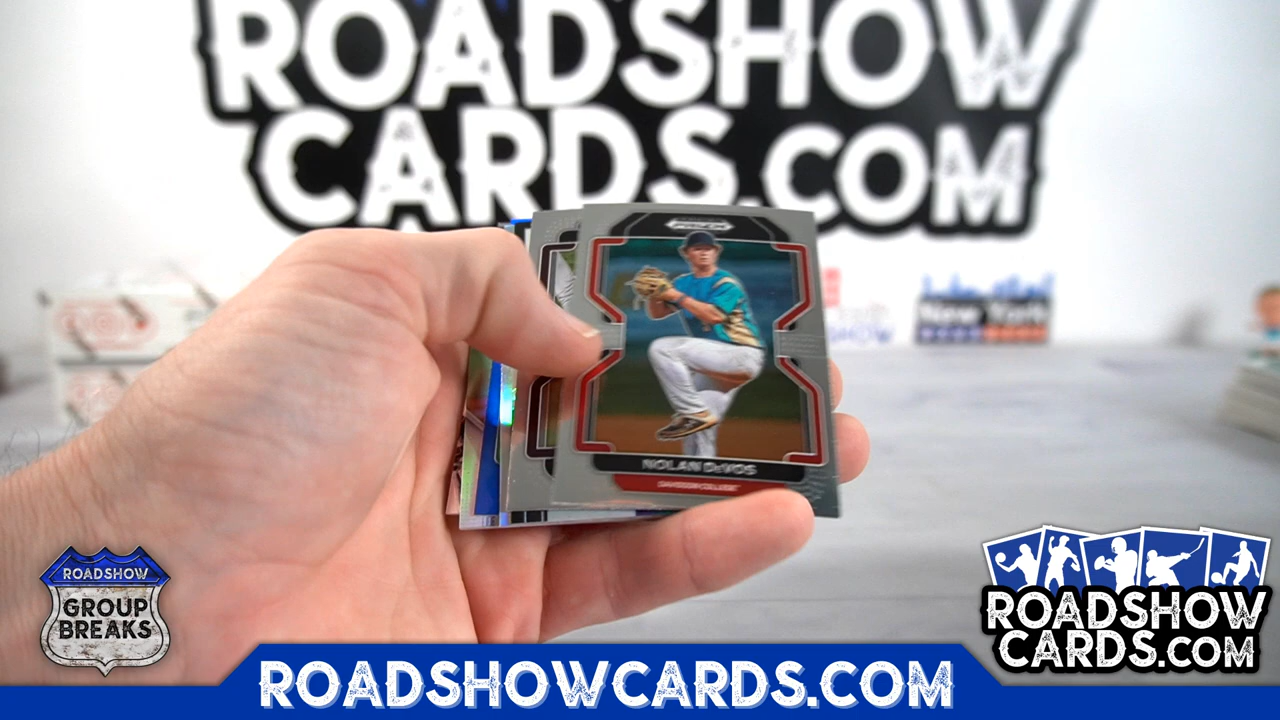 ROADSHOW
CARDS.COM
PRIZM
New York
NOLAN DeVOS
DAVIDSON COLLEGE
ROADSHOW
GROUP
BREAKS
ROADSHOW
CARDS.COM
ROADSHOWCARDS.COM